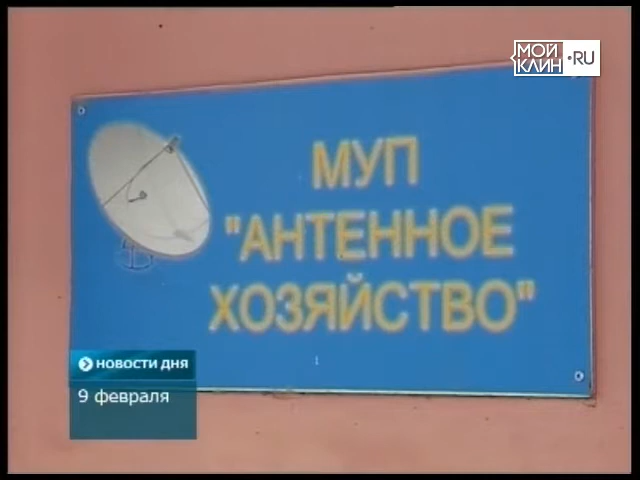 МОЙ
КЛИН
.RU
МУП
"АНТЕННОЕ
ХОЗЯЙСТВО"
НОВОСТИ ДНЯ
9 февраля